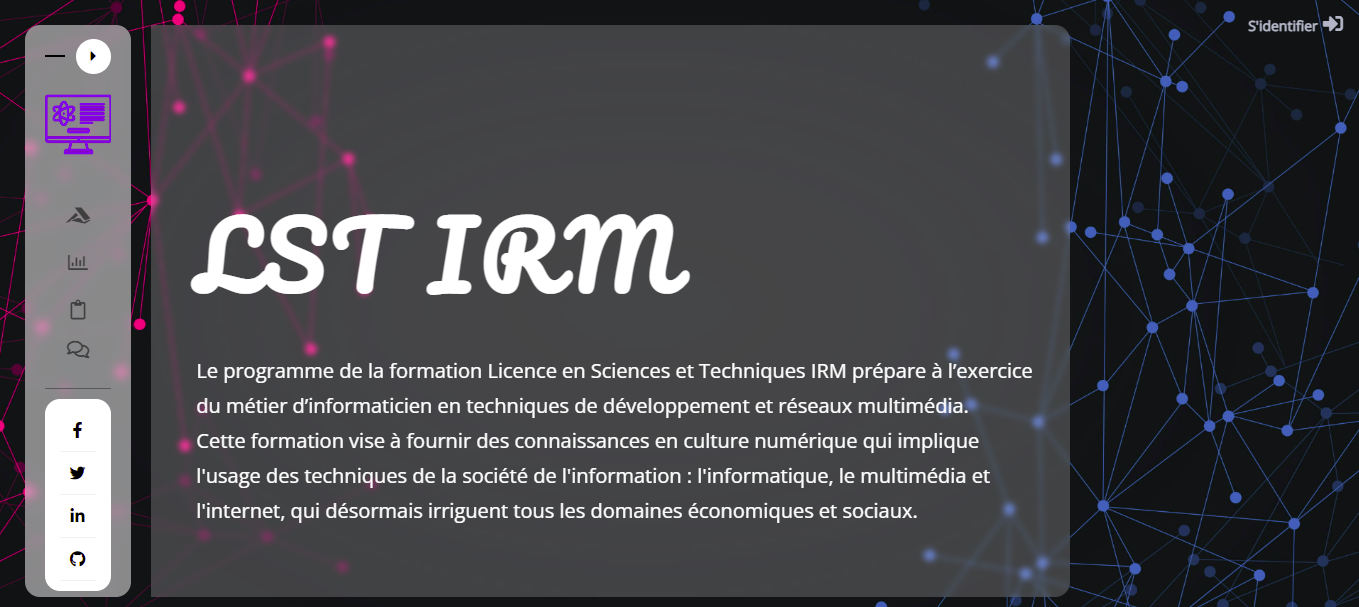 S'identifier
LST IRM
Le programme de la formation Licence en Sciences et Techniques IRM prépare à l’exercice
du métier d’informaticien en techniques de développement et réseaux multimédia.
Cette formation vise à fournir des connaissances en culture numérique qui implique
l'usage des techniques de la société de l'information : l'informatique, le multimédia et
l'internet, qui désormais irriguent tous les domaines économiques et sociaux.